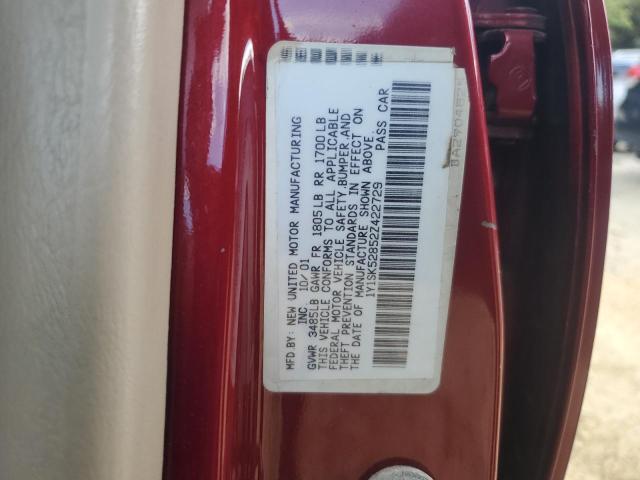 MFD.BY: NEW UNITED MOTOR MANUFACTURING
INC. 10/01
GVWR 3485LB GAWR FR 1805LB RR 1700LB
THIS VEHICLE CONFORMS TO ALL APPLICABLE
FEDERAL MOTOR VEHICLE SAFETY,BUMPER,AND
THEFT PREVENTION STANDARDS IN EFFECT ON
THE DATE OF MANUFACTURE SHOWN ABOVE.
1Y1SK52852Z422729 PASS CAR